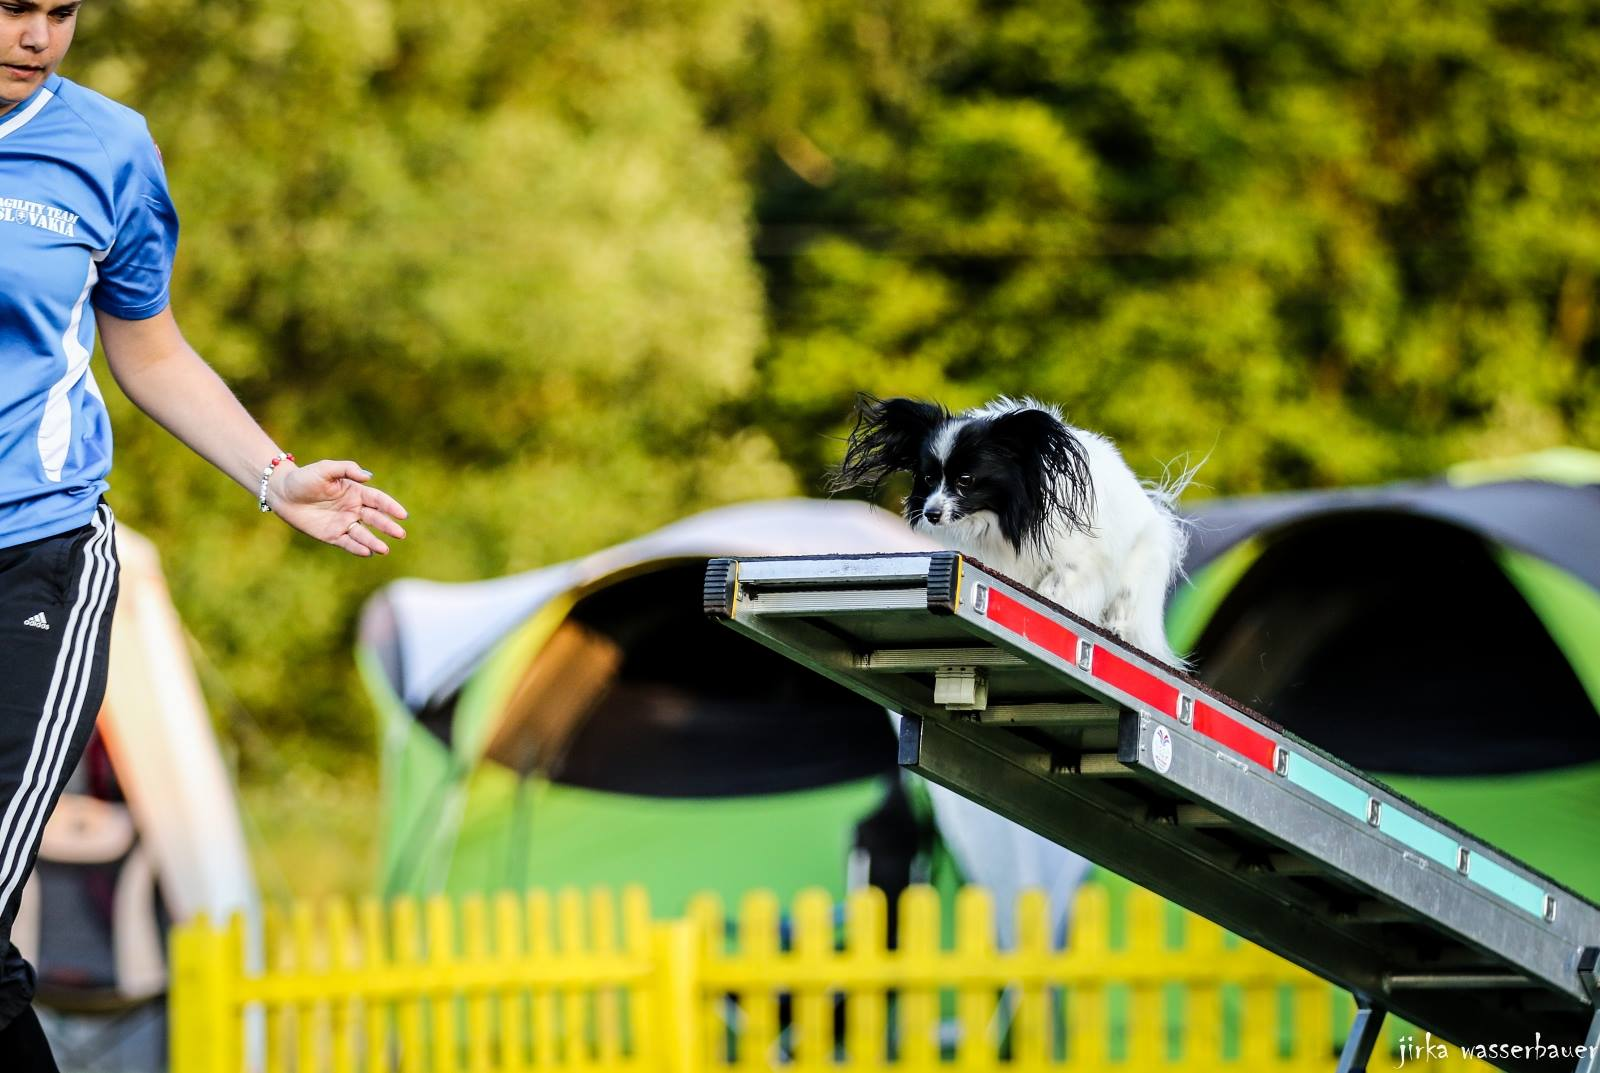 AGILITY TEAM
SLOVAKIA
adidas
jirka wasserbauer